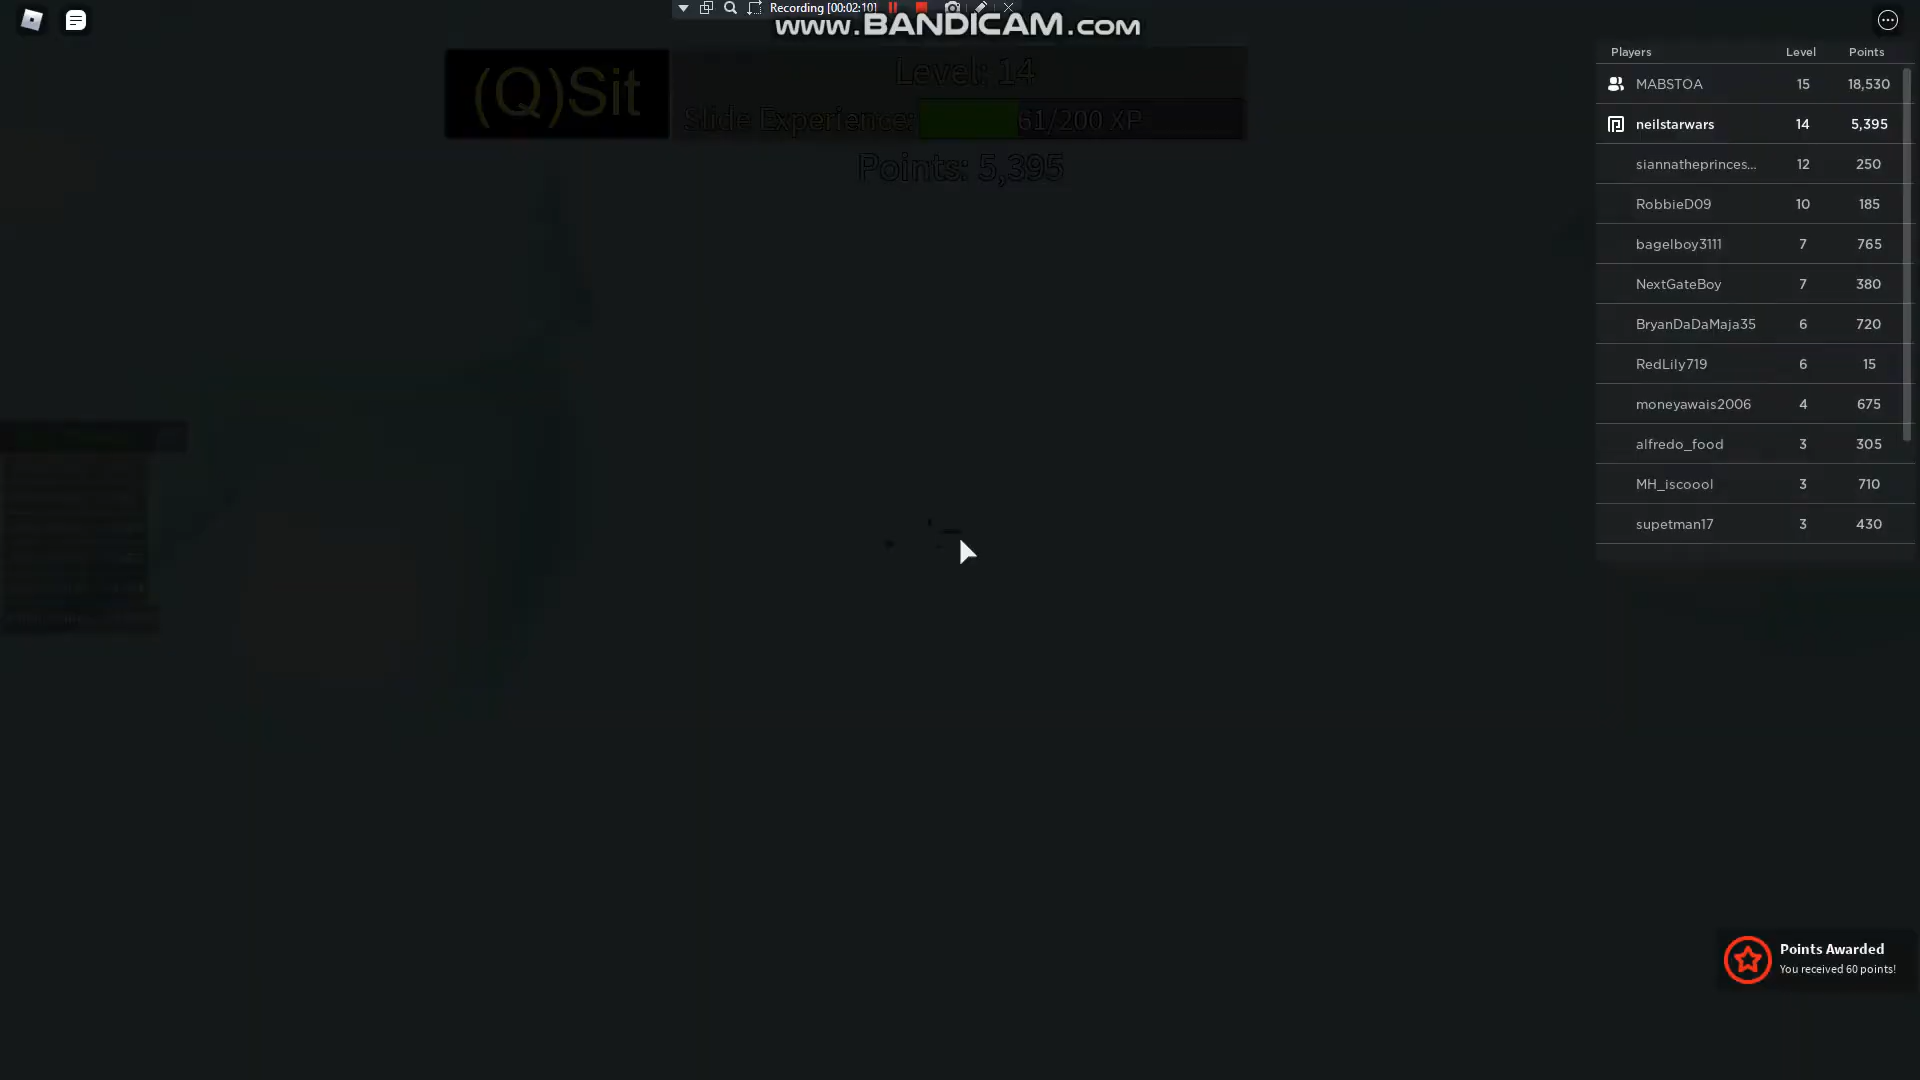 Recording [00:02:10]
www.BANDICAM.com
(Q)Sit
Level: 14
Slide Experience: 61/200 XP
Points: 5,395
Players Level Points
MABSTOA 15 18,530
neilstarwars 14 5,395
siannatheprinces... 12 250
RobbieD09 10 185
bagelboy3111 7 765
NextGateBoy 7 380
BryanDaDaMaja35 6 720
RedLily719 6 15
moneyawais2006 4 675
alfredo_food 3 305
MH_iscoool 3 710
supetman17 3 430
Points Awarded
You received 60 points!